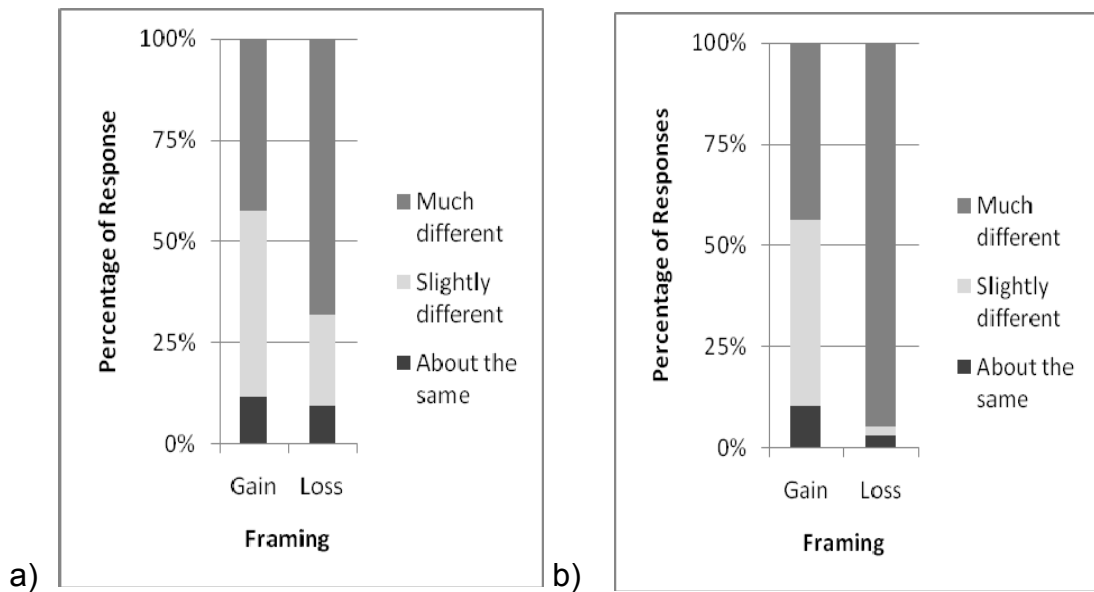 100%
75%
50%
25%
0%
Percentage of Response
Gain Loss
Framing
Much
different
Slightly
different
About the
same
a)
100%
75%
50%
25%
0%
Percentage of Responses
Gain Loss
Framing
Much
different
Slightly
different
About the
same
b)